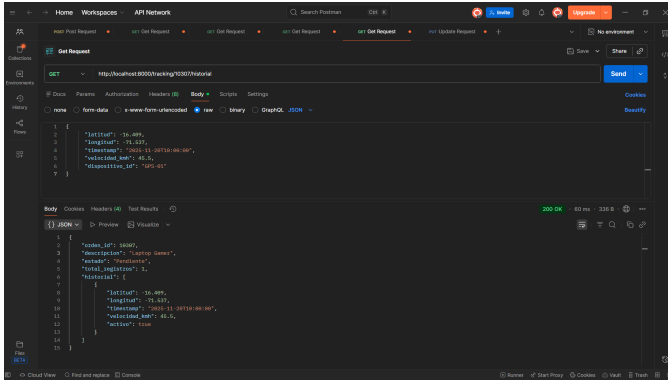 Home Workspaces API Network
Search Postman Ctrl K
Invite
Upgrade
POST Post Request GET Get Request GET Get Request GET Get Request GET Get Request PUT Update Request + No environment
Get Request
Save Share
GET http://localhost:8000/tracking/10307/historial Send
Docs Params Authorization Headers (8) Body Scripts Settings Cookies
none form-data x-www-form-urlencoded raw binary GraphQL JSON Beautify
1 {
2 "latitud": -16.409,
3 "longitud": -71.537,
4 "timestamp": "2025-11-20T10:00:00",
5 "velocidad_kmh": 45.5,
6 "dispositivo_id": "GPS-01"
7 }
Body Cookies Headers (4) Test Results 200 OK 60 ms 336 B
{} JSON Preview Visualize
1 {
2 "orden_id": 10307,
3 "descripcion": "Laptop Gamer",
4 "estado": "Pendiente",
5 "total_registros": 1,
6 "historial": [
7 {
8 "latitud": -16.409,
9 "longitud": -71.537,
10 "timestamp": "2025-11-20T10:00:00",
11 "velocidad_kmh": 45.5,
12 "activo": true
13 }
14 ]
15 }
Collections
Environments
History
Flows
Files
BETA
Cloud View Find and replace Console Runner Start Proxy Cookies Vault Trash